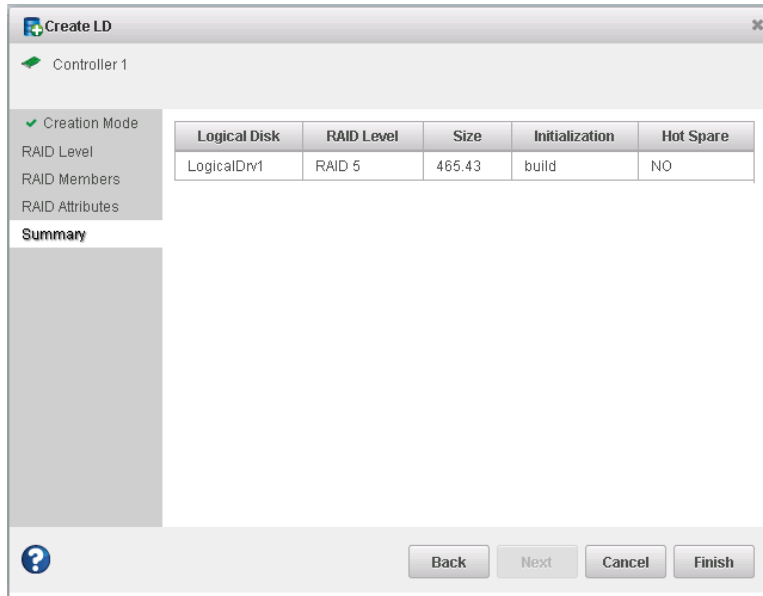 Create LD
Controller 1
Creation Mode
RAID Level
RAID Members
RAID Attributes
Summary
Logical Disk RAID Level Size Initialization Hot Spare
LogicalDrv1 RAID 5 465.43 build NO
? Back Next Cancel Finish